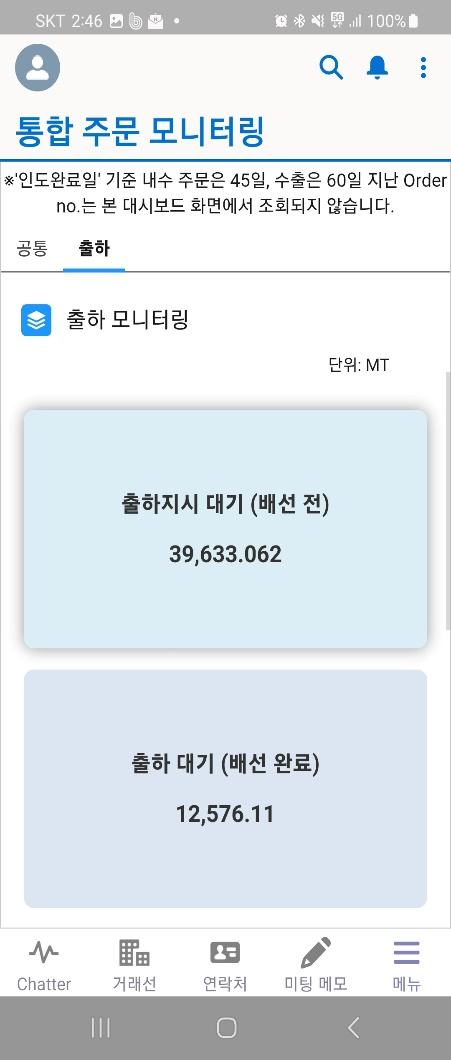 SKT 2:46 100%
통합 주문 모니터링
※'인도완료일' 기준 내수 주문은 45일, 수출은 60일 지난 Order
no.는 본 대시보드 화면에서 조회되지 않습니다.
공통 출하
출하 모니터링
단위: MT
출하지시 대기 (배선 전)
39,633.062
출하 대기 (배선 완료)
12,576.11
Chatter 거래선 연락처 미팅 메모 메뉴